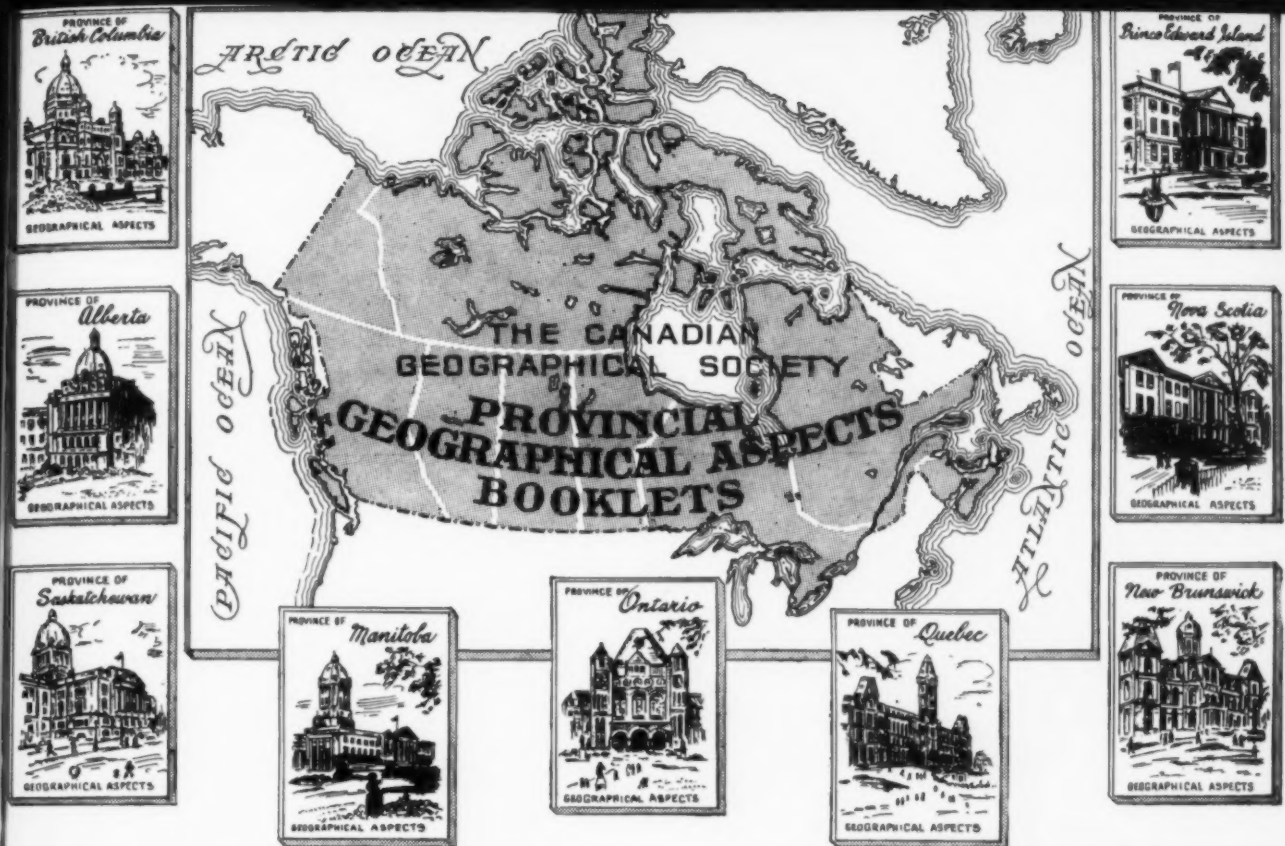 PROVINCE OF
British Columbia
GEOGRAPHICAL ASPECTS
PROVINCE OF
Alberta
GEOGRAPHICAL ASPECTS
PROVINCE OF
Saskatchewan
GEOGRAPHICAL ASPECTS
ARCTIC OCEAN
PACIFIC OCEAN
THE CANADIAN
GEOGRAPHICAL SOCIETY
PROVINCIAL
GEOGRAPHICAL ASPECTS
BOOKLETS
ATLANTIC OCEAN
PROVINCE OF
Manitoba
GEOGRAPHICAL ASPECTS
PROVINCE OF
Ontario
GEOGRAPHICAL ASPECTS
PROVINCE OF
Quebec
GEOGRAPHICAL ASPECTS
PROVINCE OF
Prince Edward Island
GEOGRAPHICAL ASPECTS
PROVINCE OF
Nova Scotia
GEOGRAPHICAL ASPECTS
PROVINCE OF
New Brunswick
GEOGRAPHICAL ASPECTS